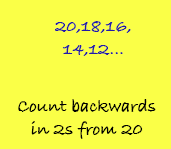 20,18,16,
14,12...
Count backwards
in 2s from 20